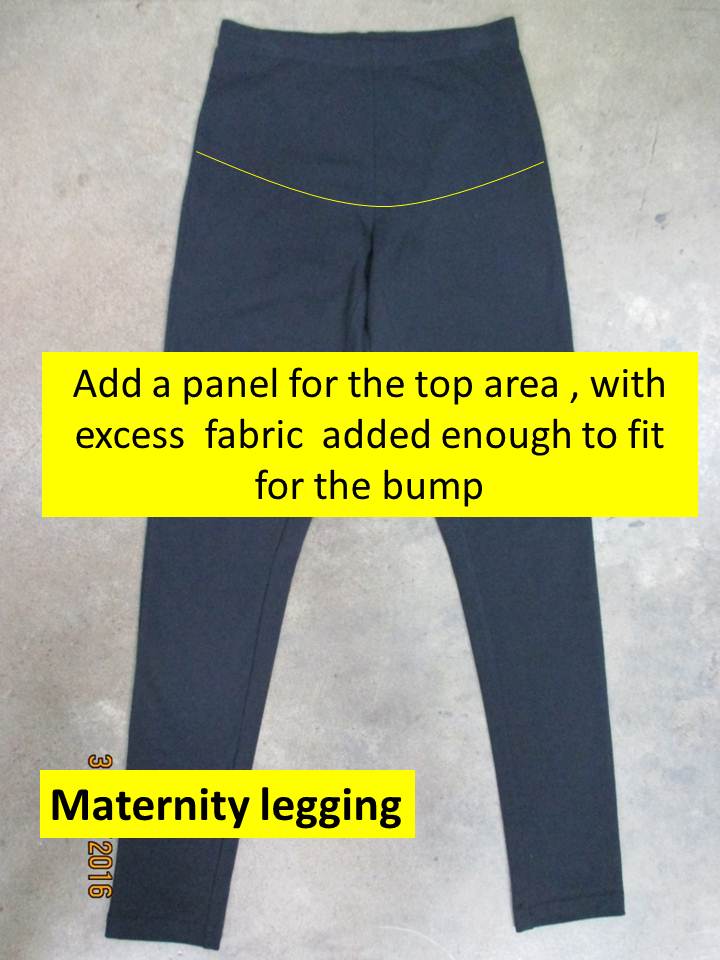 Add a panel for the top area , with
excess  fabric  added enough to fit
for the bump
Maternity legging
3
2016